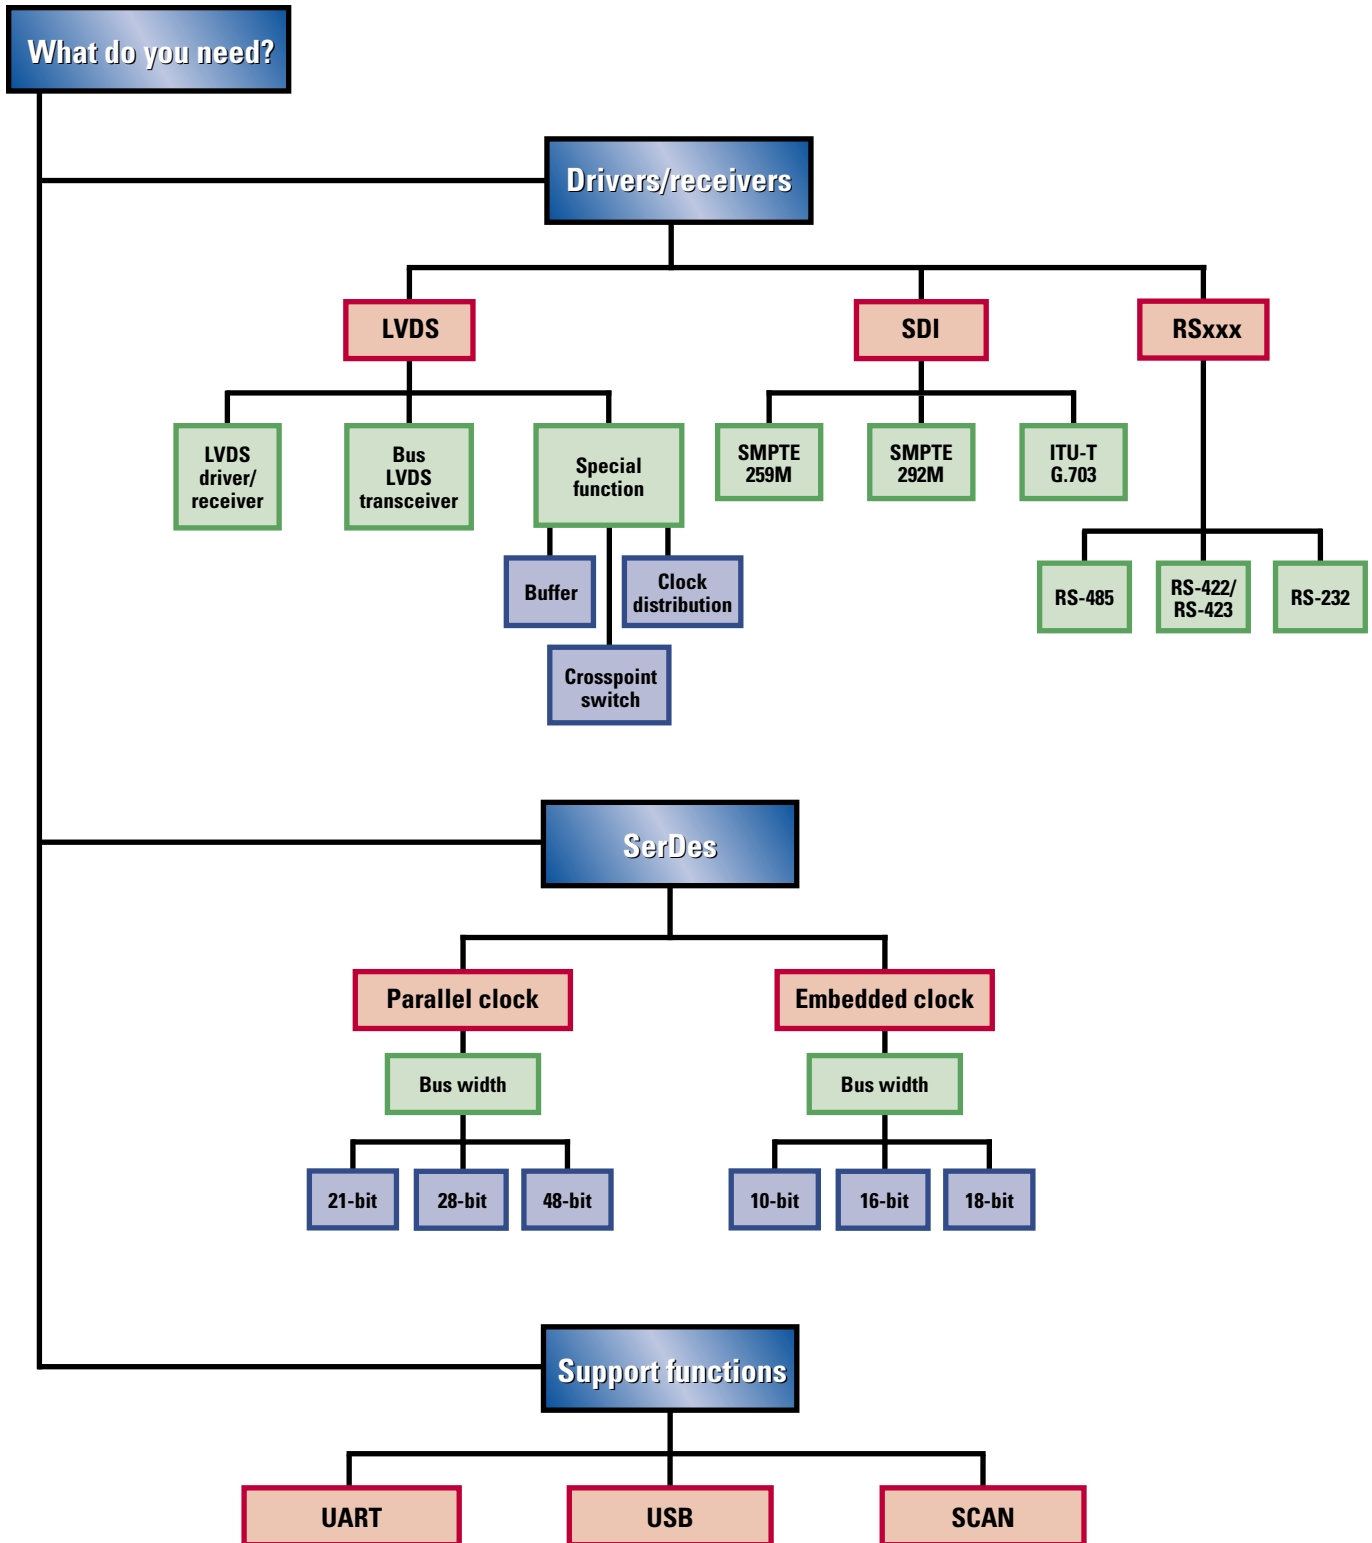 What do you need?
Drivers/receivers
LVDS
SDI
RSxxx
LVDS
driver/
receiver
Bus
LVDS
transceiver
Special
function
SMPTE
259M
SMPTE
292M
ITU-T
G.703
Buffer
Clock
distribution
Crosspoint
switch
RS-485
RS-422/
RS-423
RS-232
SerDes
Parallel clock
Embedded clock
Bus width
Bus width
21-bit
28-bit
48-bit
10-bit
16-bit
18-bit
Support functions
UART
USB
SCAN